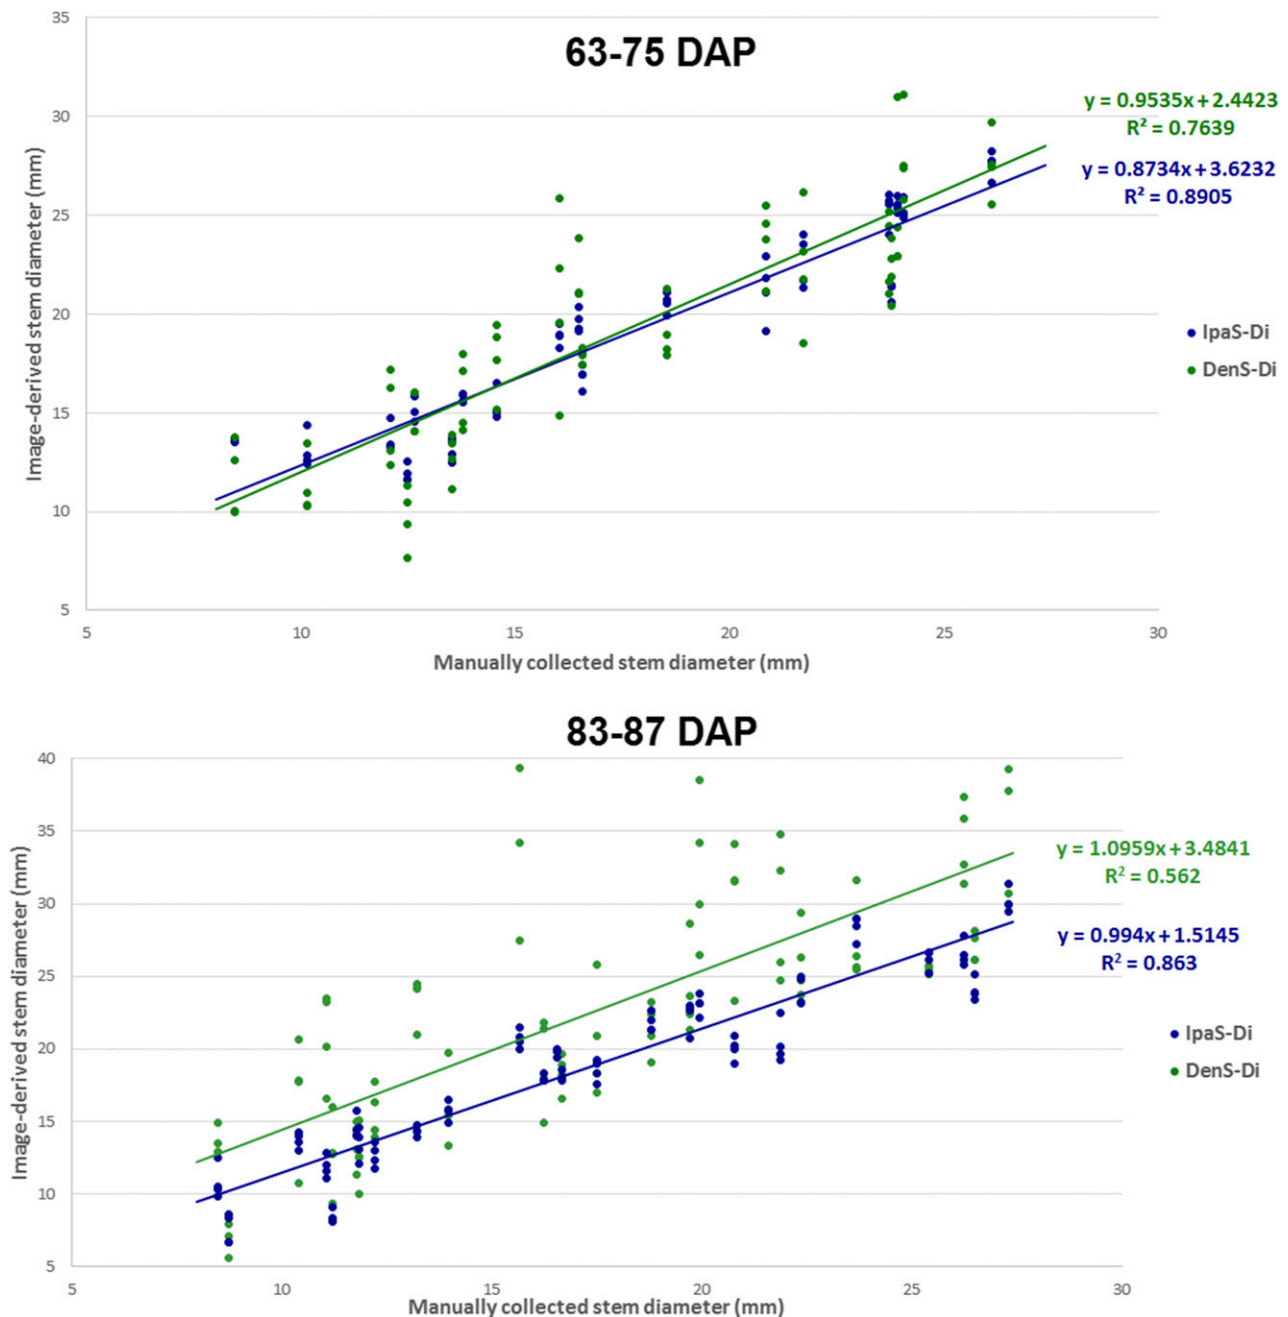 63-75 DAP
35
30
25
20
15
10
5
5 10 15 20 25 30
Image-derived stem diameter (mm)
Manually collected stem diameter (mm)
y = 0.9535x + 2.4423
R² = 0.7639
y = 0.8734x + 3.6232
R² = 0.8905
IpaS-Di
DenS-Di
83-87 DAP
40
35
30
25
20
15
10
5
5 10 15 20 25 30
Image-derived stem diameter (mm)
Manually collected stem diameter (mm)
y = 1.0959x + 3.4841
R² = 0.562
y = 0.994x + 1.5145
R² = 0.863
IpaS-Di
DenS-Di